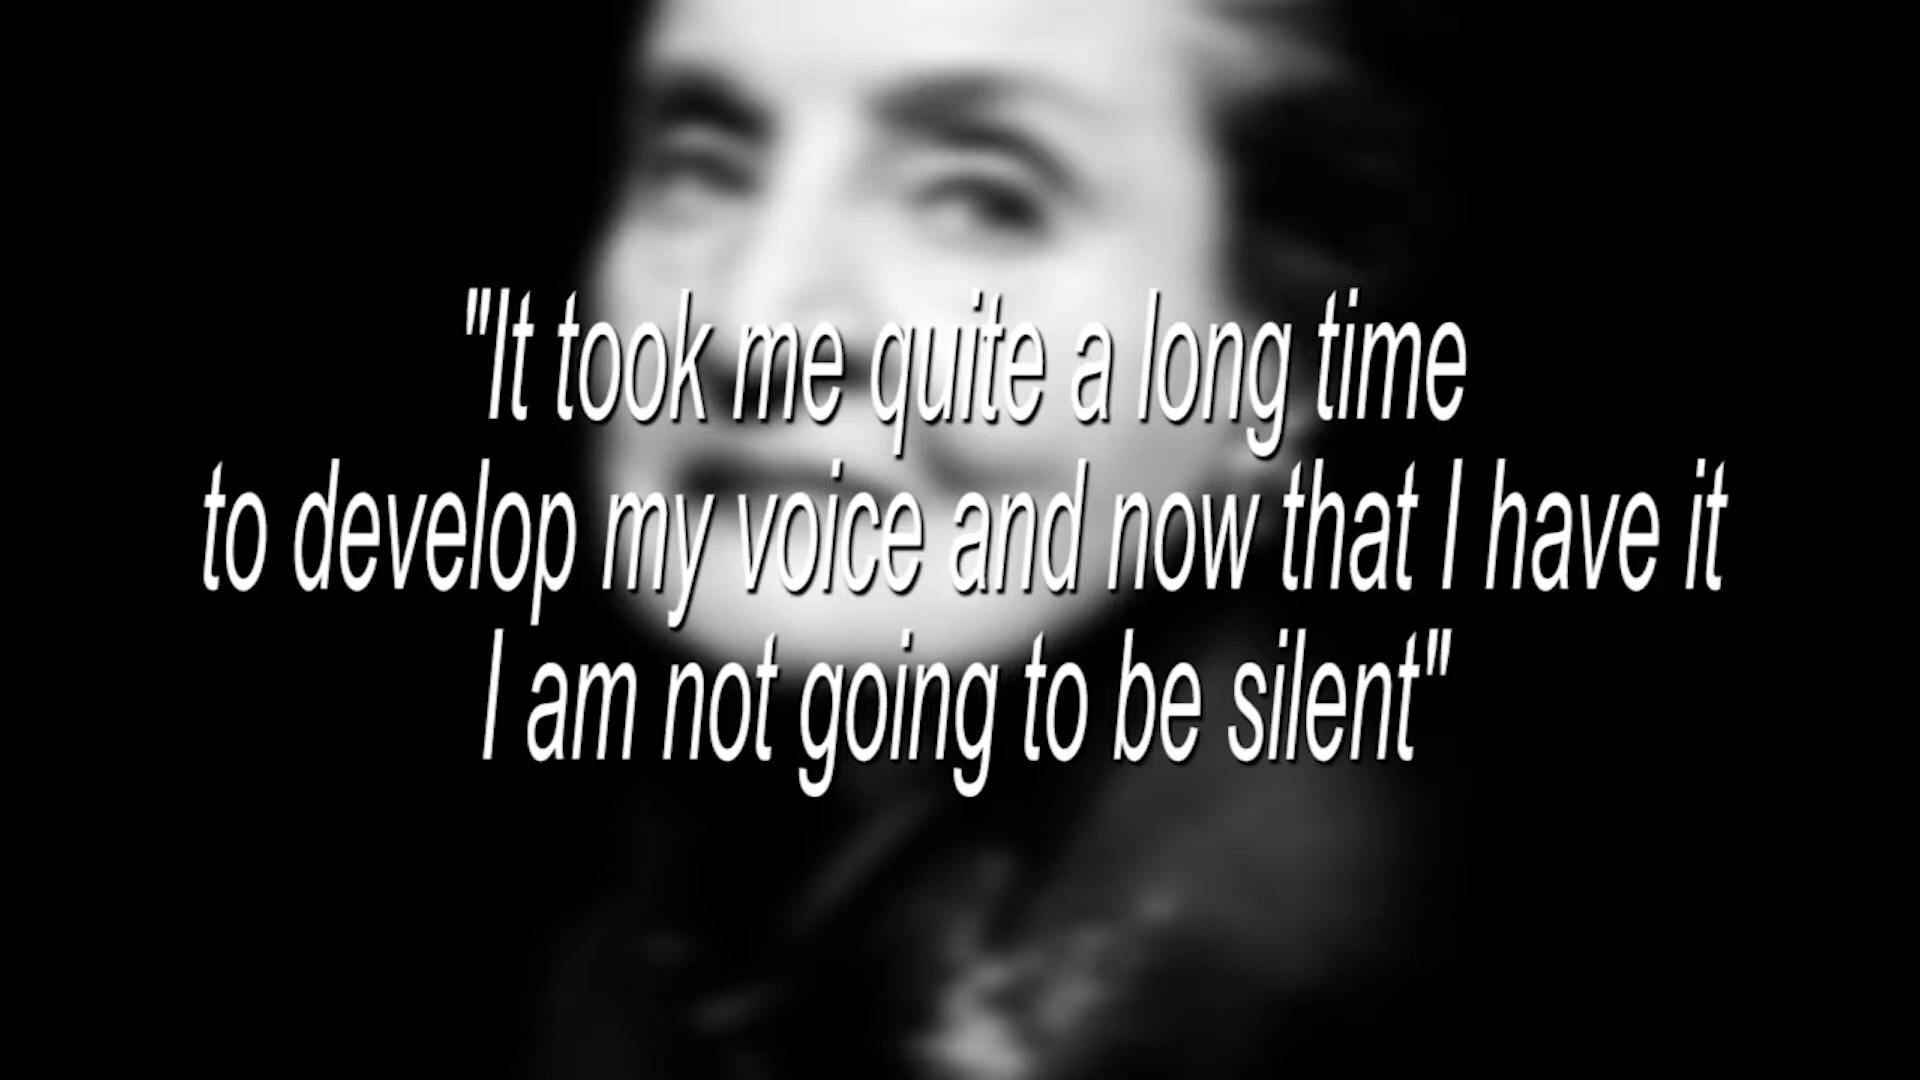 "It took me quite a long time
to develop my voice and now that I have it
I am not going to be silent"